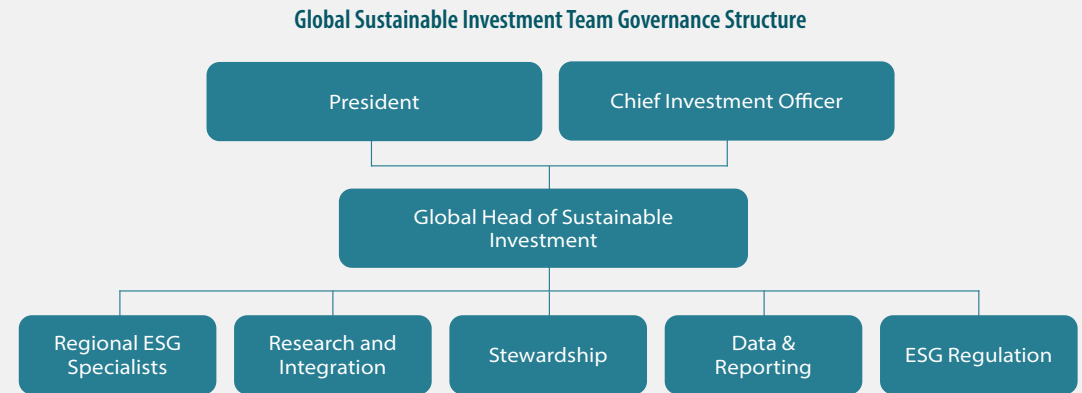 Global Sustainable Investment Team Governance Structure
President
Chief Investment Officer
Global Head of Sustainable
Investment
Regional ESG
Specialists
Research and
Integration
Stewardship
Data &
Reporting
ESG Regulation